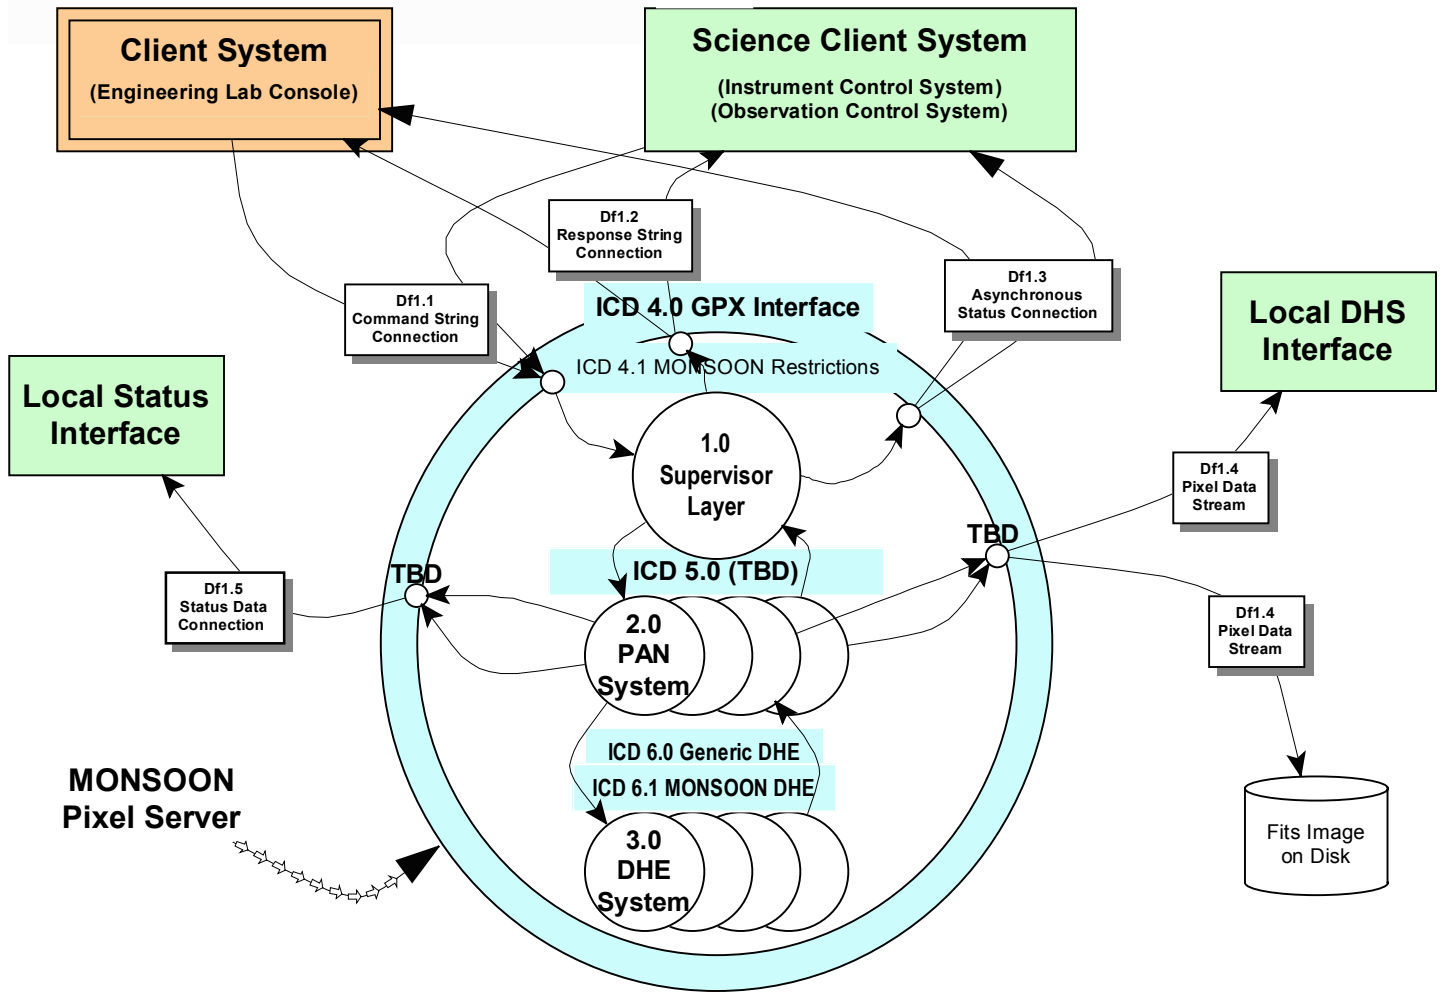 Client System
(Engineering Lab Console)
Science Client System
(Instrument Control System)
(Observation Control System)
Df1.2
Response String
Connection
Df1.3
Asynchronous
Status Connection
Df1.1
Command String
Connection
ICD 4.0 GPX Interface
ICD 4.1 MONSOON Restrictions
Local DHS
Interface
Local Status
Interface
1.0
Supervisor
Layer
Df1.4
Pixel Data
Stream
TBD
ICD 5.0 (TBD)
TBD
Df1.5
Status Data
Connection
2.0
PAN
System
Df1.4
Pixel Data
Stream
ICD 6.0 Generic DHE
ICD 6.1 MONSOON DHE
MONSOON
Pixel Server
3.0
DHE
System
Fits Image
on Disk